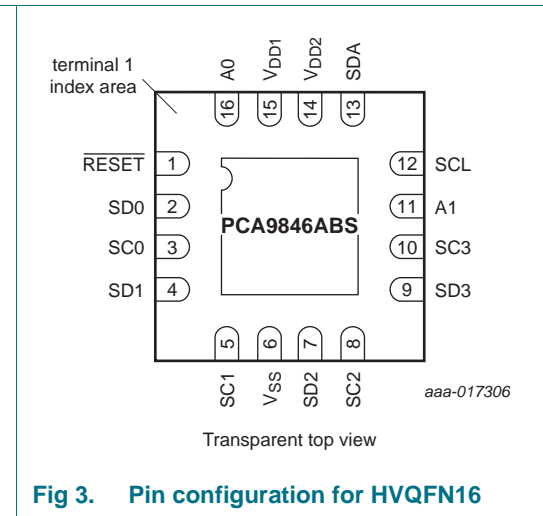 terminal 1
index area
A0
VDD1
VDD2
SDA
16
15
14
13
RESET 1
12 SCL
SD0 2
11 A1
PCA9846ABS
SC0 3
10 SC3
SD1 4
9 SD3
5
6
7
8
SC1
VSS
SD2
SC2
aaa-017306
Transparent top view
Fig 3. Pin configuration for HVQFN16